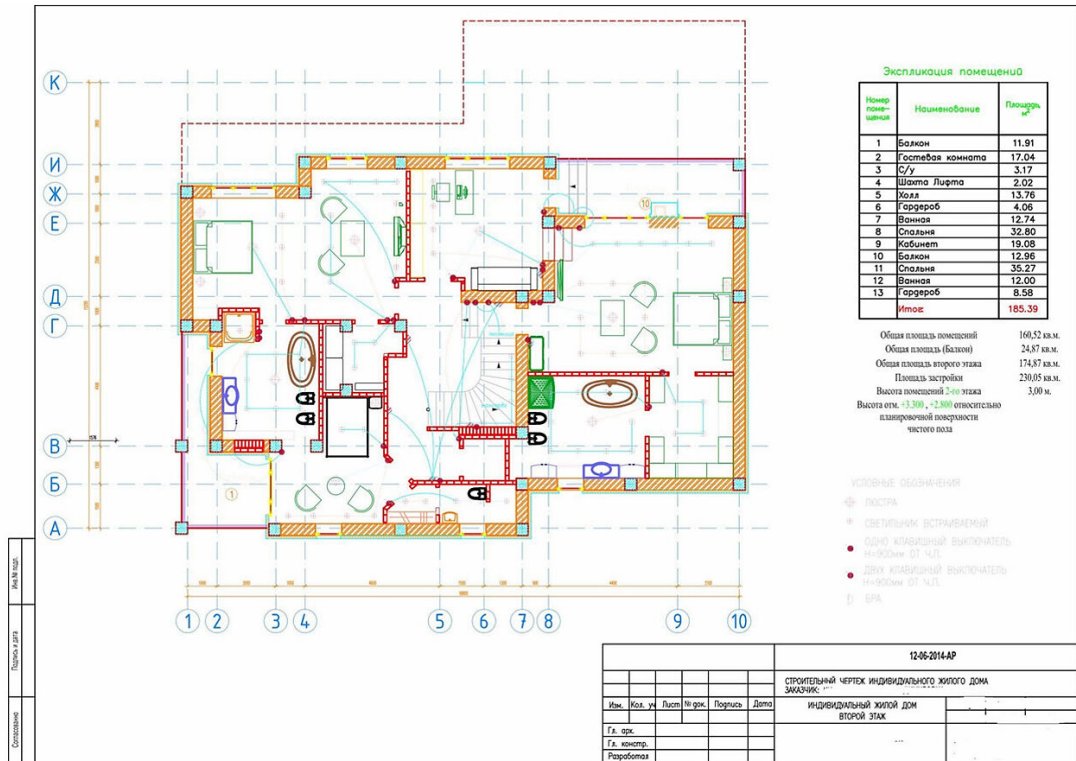 К
И
Ж
Е
Д
Г
В
Б
А
10
1
1 2 3 4 5 6 7 8 9 10
Экспликация помещений
Номер поме- щения Наименование Площадь, м²
1 Балкон 11.91
2 Гостевая комната 17.04
3 С/у 3.17
4 Шахта Лифта 2.02
5 Холл 13.76
6 Гардероб 4.06
7 Ванная 12.74
8 Спальня 32.80
9 Кабинет 19.08
10 Балкон 12.96
11 Спальня 35.27
12 Ванная 12.00
13 Гардероб 8.58
Итог: 185.39
Общая площадь помещений 160,52 кв.м.
Общая площадь (Балкон) 24,87 кв.м.
Общая площадь второго этажа 174,87 кв.м.
Площадь застройки 230,05 кв.м.
Высота помещений 2-го этажа 3,00 м.
Высота отм. +3.300 , +2.800 относительно
планировочной поверхности
чистого пола
УСЛОВНЫЕ ОБОЗНАЧЕНИЯ
ЛЮСТРА
СВЕТИЛЬНИК ВСТРАИВАЕМЫЙ
ОДНО КЛАВИШНЫЙ ВЫКЛЮЧАТЕЛЬ
Н=900мм ОТ Ч.П.
ДВУХ КЛАВИШНЫЙ ВЫКЛЮЧАТЕЛЬ
Н=900мм ОТ Ч.П.
БРА
Инв.№ подл.
Подпись и дата
Согласовано
12-06-2014-АР
СТРОИТЕЛЬНЫЙ ЧЕРТЕЖ ИНДИВИДУАЛЬНОГО ЖИЛОГО ДОМА
ЗАКАЗЧИК:
Изм. Кол. уч Лист № док. Подпись Дата
ИНДИВИДУАЛЬНЫЙ ЖИЛОЙ ДОМ
ВТОРОЙ ЭТАЖ
Гл. арх.
Гл. констр.
Разработал